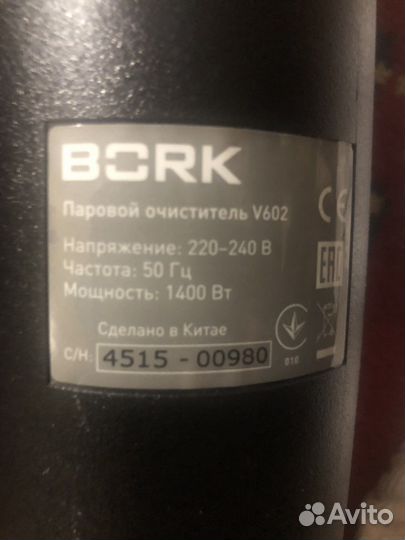 BORK
Паровой очиститель V602
Напряжение: 220-240 В
Частота: 50 Гц
Мощность: 1400 Вт
Сделано в Китае
С/Н: 4515 - 00980
CE
EAC
010
Avito